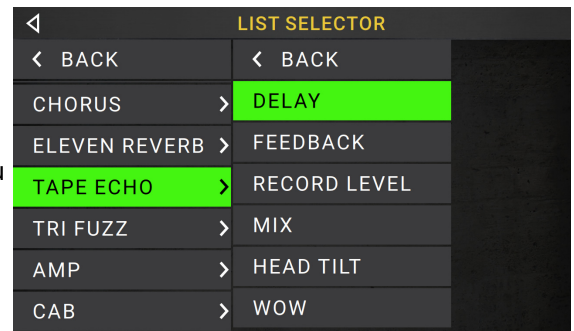 LIST SELECTOR
BACK
CHORUS
ELEVEN REVERB
TAPE ECHO
TRI FUZZ
AMP
CAB
BACK
DELAY
FEEDBACK
RECORD LEVEL
MIX
HEAD TILT
WOW